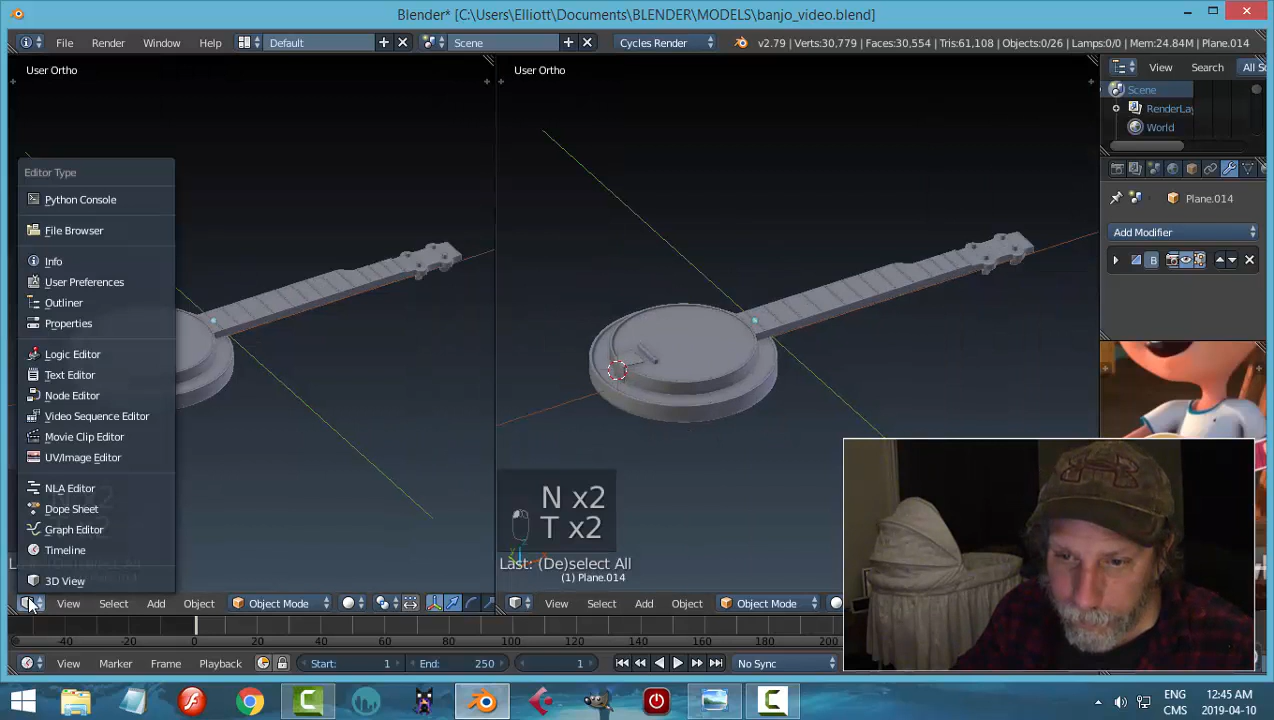 Blender* [C:\Users\Elliott\Documents\BLENDER\MODELS\banjo_video.blend]
File Render Window Help Default Scene Cycles Render v2.79 | Verts:30,779 | Faces:30,554 | Tris:61,108 | Objects:0/26 | Lamps:0/0 | Mem:24.84M | Plane.014
User Ortho
User Ortho
View Search All Sc
Scene
RenderLay
World
Plane.014
Add Modifier
B
Editor Type
Python Console
File Browser
Info
User Preferences
Outliner
Properties
Logic Editor
Text Editor
Node Editor
Video Sequence Editor
Movie Clip Editor
UV/Image Editor
NLA Editor
Dope Sheet
Graph Editor
Timeline
3D View
N x2
T x2
Last: (De)select All
(1) Plane.014
View Select Add Object Object Mode
View Select Add Object Object Mode
-40 -20 0 20 40 60 80 100 120 140 160 180 200
View Marker Frame Playback Start: 1 End: 250 1 No Sync
ENG
CMS
12:45 AM
2019-04-10